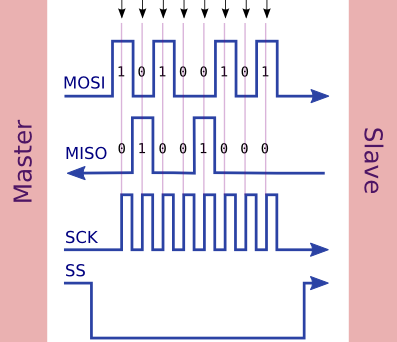 Master
Slave
MOSI 1 0 1 0 0 1 0 1
MISO 0 1 0 0 1 0 0 0
SCK
SS